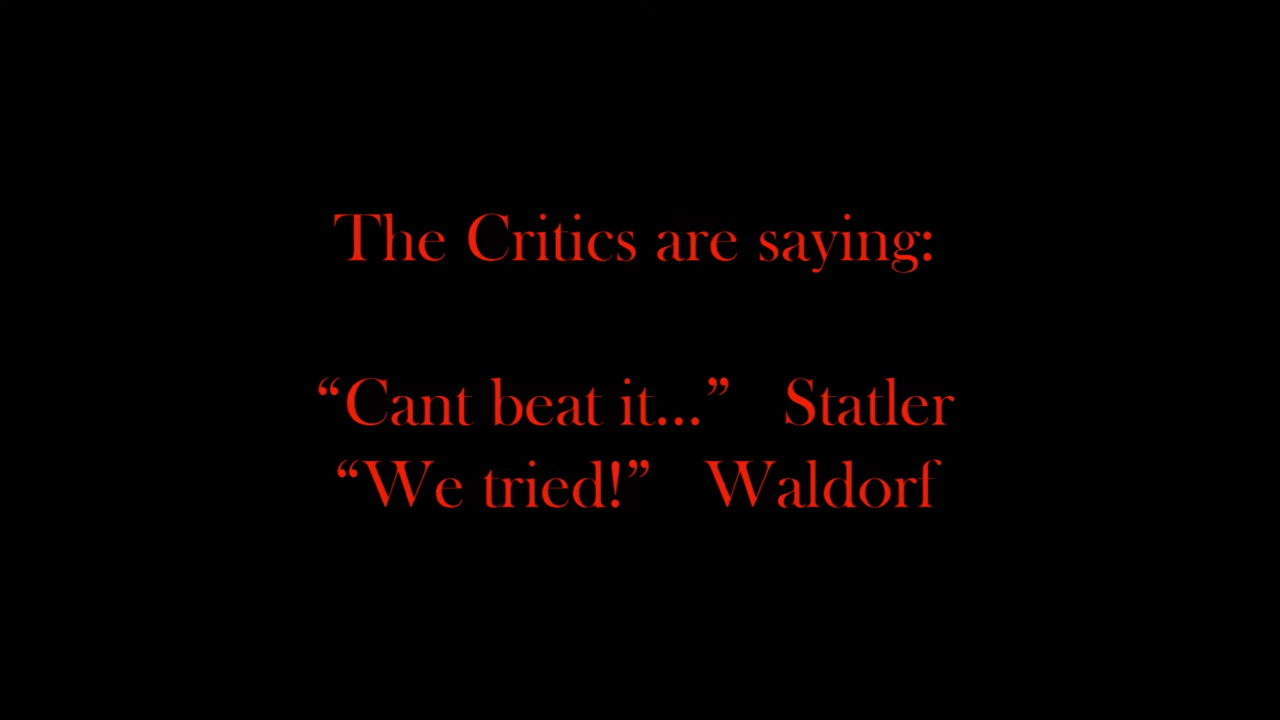 The Critics are saying:
“Cant beat it...” Statler
“We tried!” Waldorf